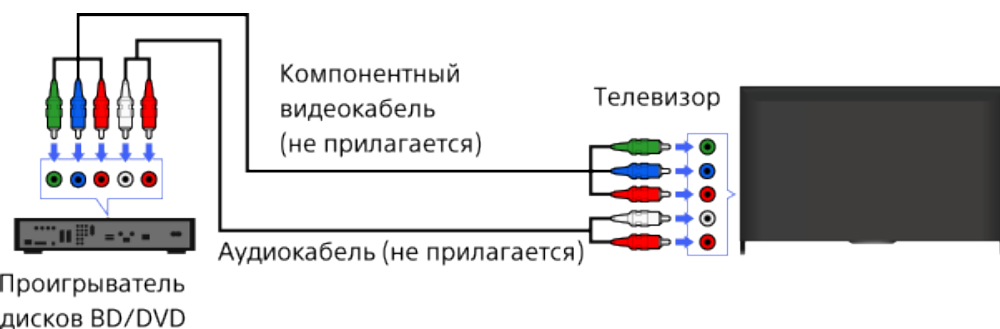 Компонентный
видеокабель
(не прилагается)
Телевизор
Аудиокабель (не прилагается)
Проигрыватель
дисков BD/DVD